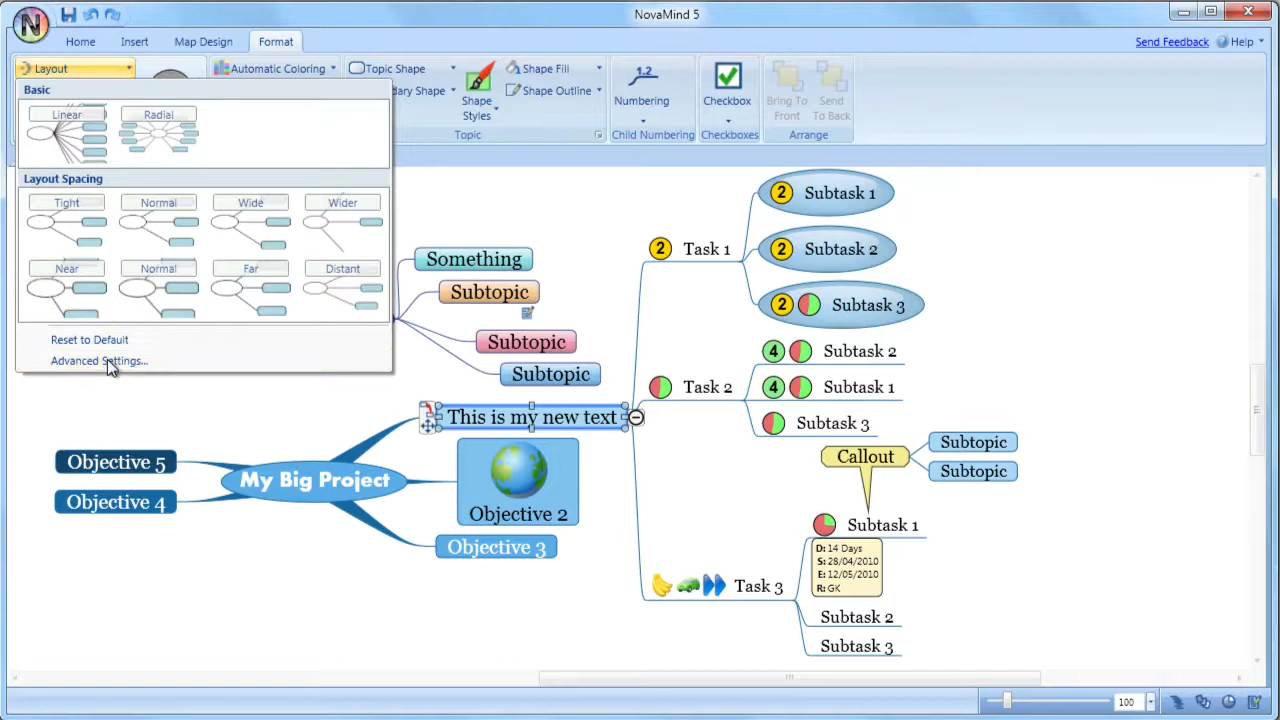 NovaMind 5
Home
Insert
Map Design
Format
Send Feedback
Help
Layout
Automatic Coloring
Topic Shape
Shape Fill
Shape Outline
dary Shape
Shape
Styles
1.2
Numbering
Checkbox
Bring To
Front
Send
To Back
Topic
Child Numbering
Checkboxes
Arrange
Basic
Linear
Radial
Layout Spacing
Tight
Normal
Wide
Wider
Near
Normal
Far
Distant
Reset to Default
Advanced Settings...
Something
Subtopic
Subtopic
Subtopic
This is my new text
My Big Project
Objective 5
Objective 4
Objective 2
Objective 3
2 Task 1
2 Subtask 1
2 Subtask 2
2 Subtask 3
Task 2
4 Subtask 2
4 Subtask 1
Subtask 3
Callout
Subtopic
Subtopic
Task 3
Subtask 1
D: 14 Days
S: 28/04/2010
E: 12/05/2010
R: GK
Subtask 2
Subtask 3
100